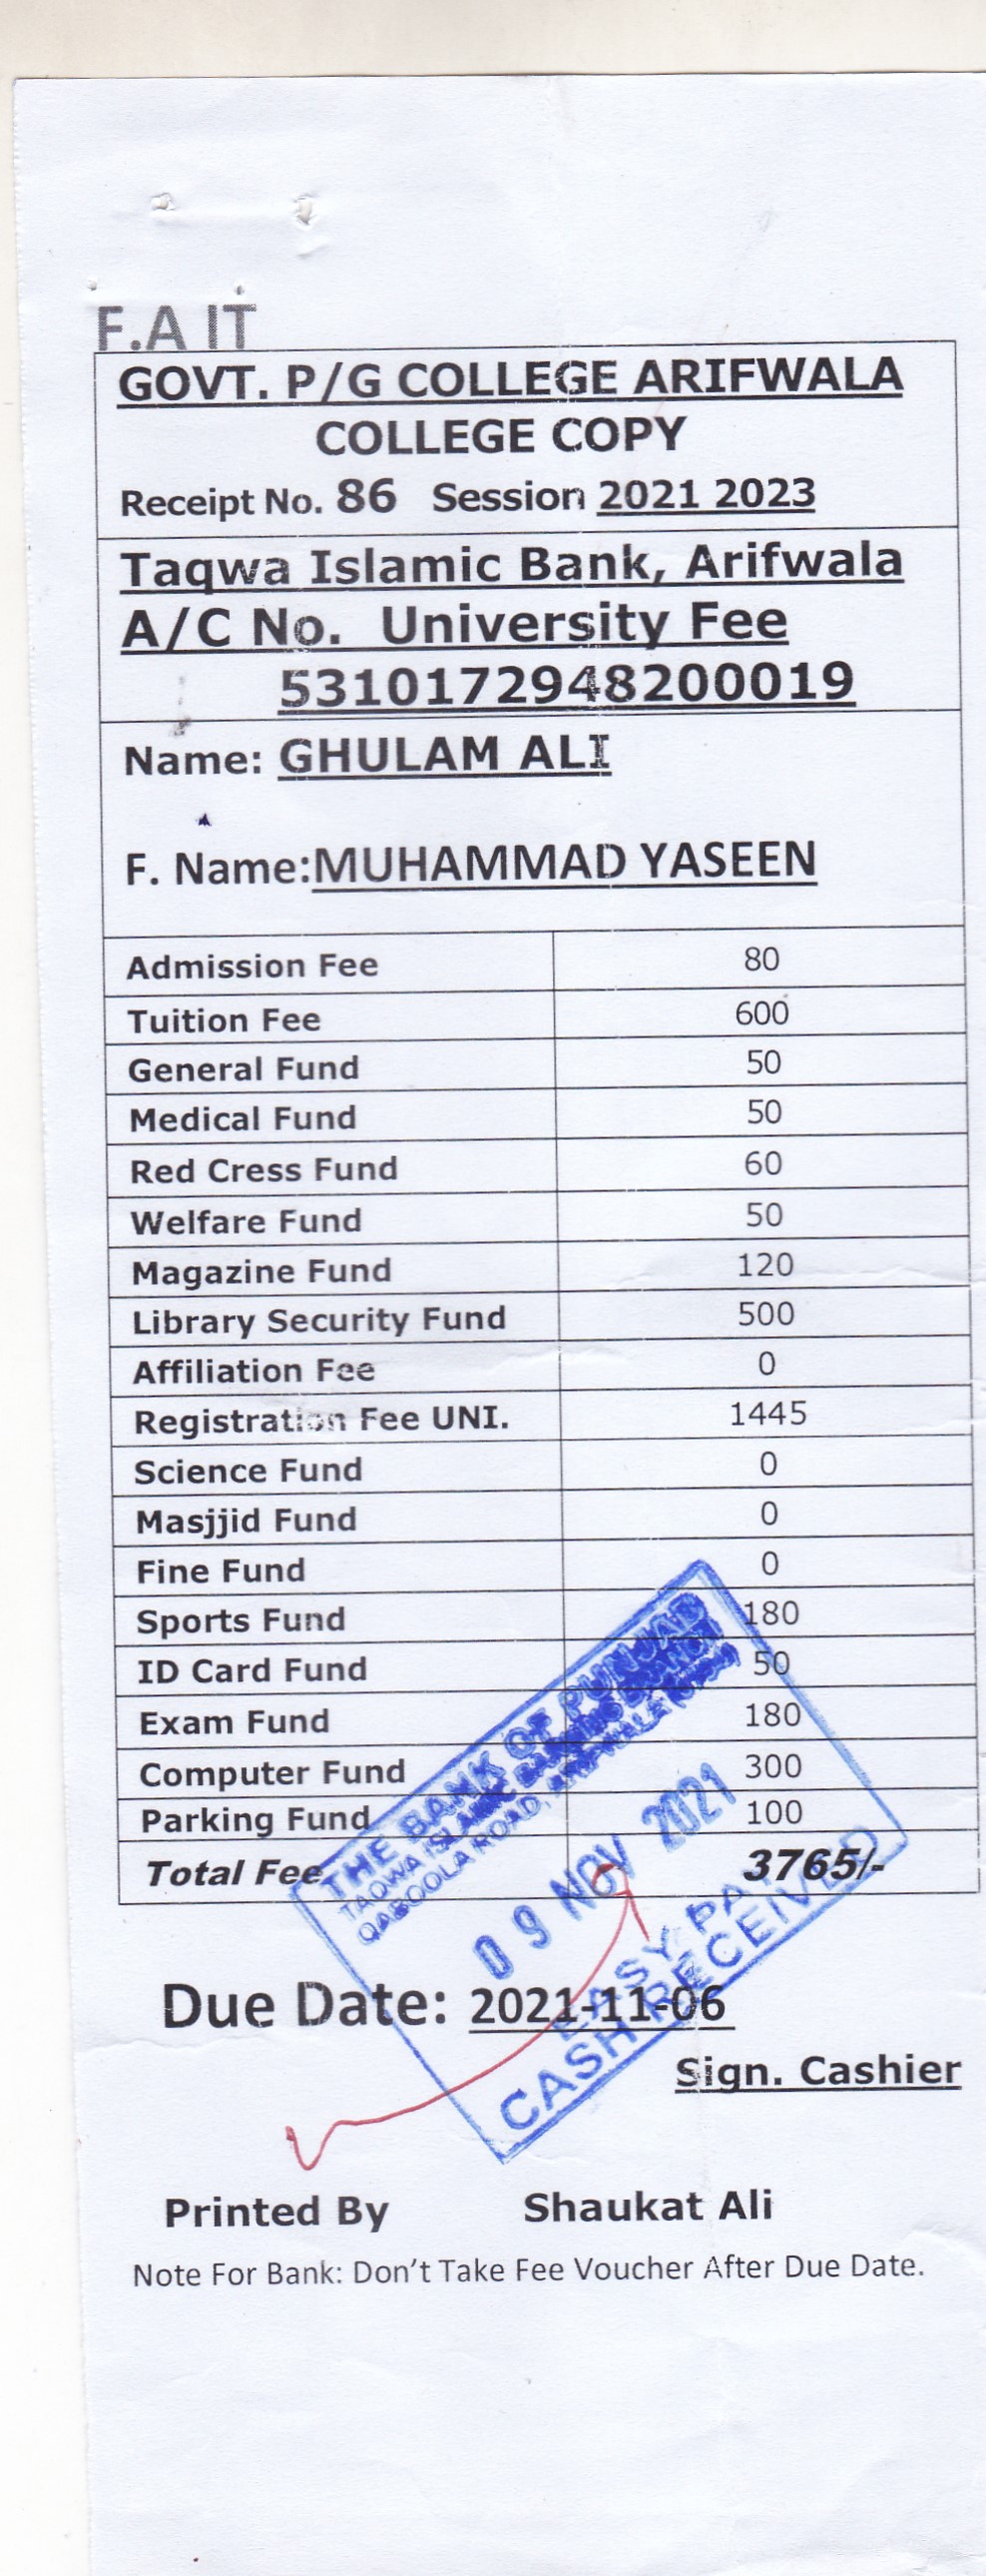 F.A IT
GOVT. P/G COLLEGE ARIFWALA
COLLEGE COPY
Receipt No. 86 Session 2021 2023
Taqwa Islamic Bank, Arifwala
A/C No. University Fee
5310172948200019
Name: GHULAM ALI
F. Name:MUHAMMAD YASEEN
Admission Fee 80
Tuition Fee 600
General Fund 50
Medical Fund 50
Red Cress Fund 60
Welfare Fund 50
Magazine Fund 120
Library Security Fund 500
Affiliation Fee 0
Registration Fee UNI. 1445
Science Fund 0
Masjjid Fund 0
Fine Fund 0
Sports Fund 180
ID Card Fund 50
Exam Fund 180
Computer Fund 300
Parking Fund 100
Total Fee 3765/-
THE BANK OF PUNJAB
TAQWA ISLAMIC BANKING BRANCH
QABOOLA ROAD, ARIFWALA
09 NOV 2021
EASY PAY
CASH RECEIVED
Due Date: 2021-11-06
Sign. Cashier
Printed By Shaukat Ali
Note For Bank: Don't Take Fee Voucher After Due Date.